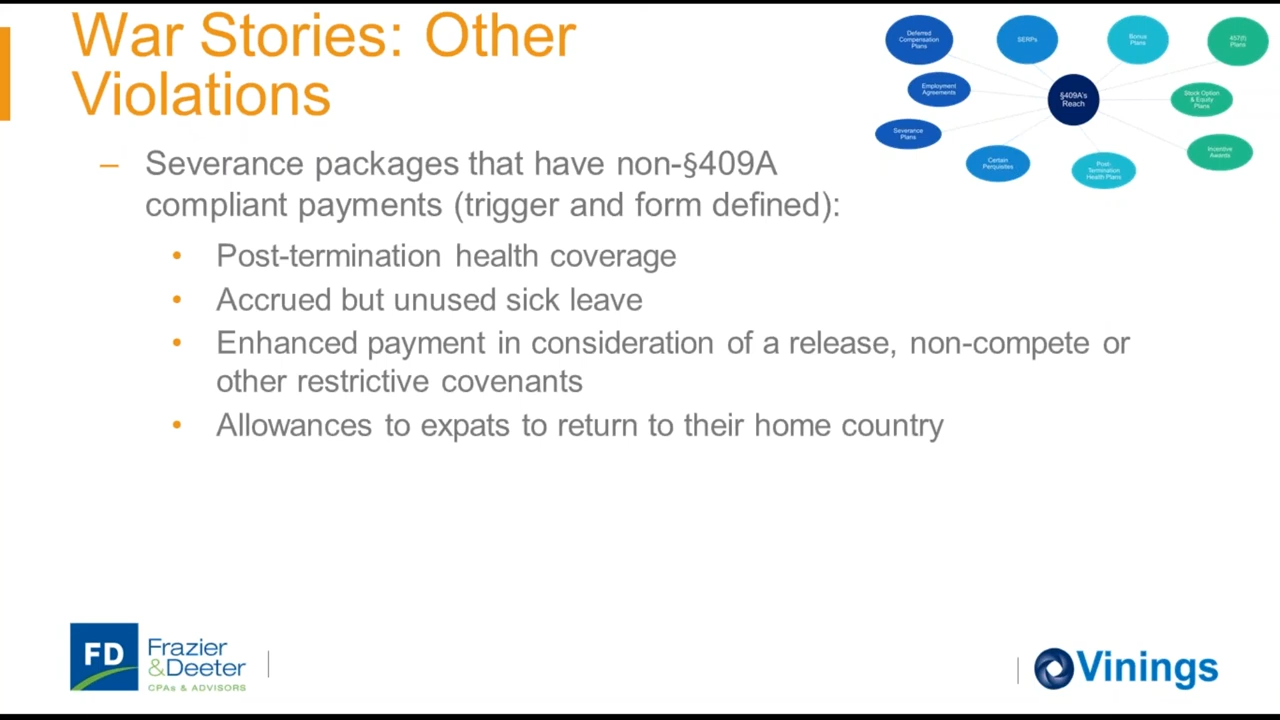 War Stories: Other
Violations
– Severance packages that have non-§409A
compliant payments (trigger and form defined):
• Post-termination health coverage
• Accrued but unused sick leave
• Enhanced payment in consideration of a release, non-compete or
other restrictive covenants
• Allowances to expats to return to their home country
Deferred
Compensation
Plans
SERPs
Bonus
Plans
457(f)
Plans
Employment
Agreements
§409A's
Reach
Stock Option
& Equity
Plans
Severance
Plans
Certain
Perquisites
Post-
Termination
Health Plans
Incentive
Awards
FD
Frazier
&Deeter
CPAs & ADVISORS
Vinings